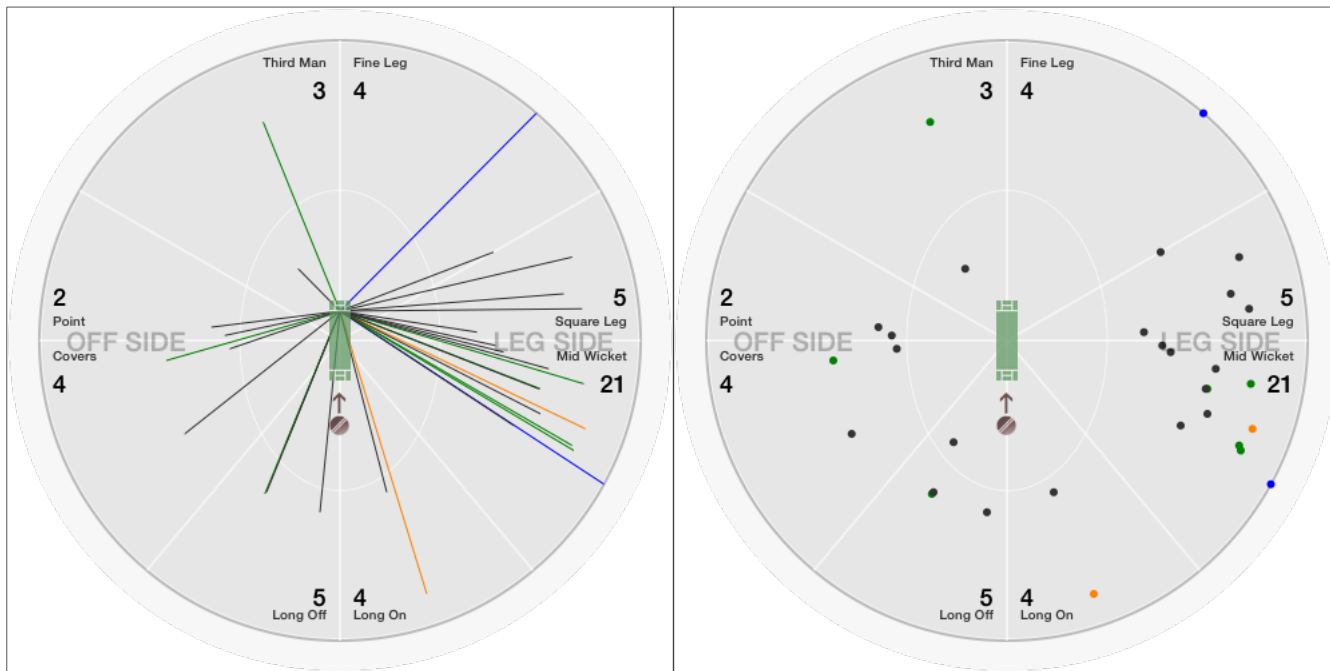 Third Man
Fine Leg
3
4
2
5
Point
Square Leg
OFF SIDE
LEG SIDE
Covers
Mid Wicket
4
21
5
4
Long Off
Long On
Third Man
Fine Leg
3
4
2
5
Point
Square Leg
OFF SIDE
LEG SIDE
Covers
Mid Wicket
4
21
5
4
Long Off
Long On